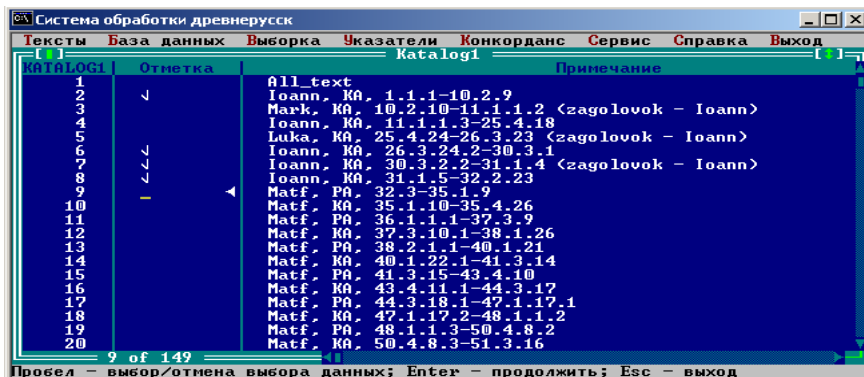 Система обработки древнерусск
Тексты База данных Выборка Указатели Конкорданс Сервис Справка Выход
Katalog1
KATALOG1 Отметка Примечание
1 All_text
2 √ Ioann, KA, 1.1.1-10.2.9
3 Mark, KA, 10.2.10-11.1.1.2 (zagolovok - Ioann)
4 Ioann, KA, 11.1.1.3-25.4.18
5 Luka, KA, 25.4.24-26.3.23 (zagolovok - Ioann)
6 √ Ioann, KA, 26.3.24.2-30.3.1
7 √ Ioann, KA, 30.3.2.2-31.1.4 (zagolovok - Ioann)
8 √ Ioann, KA, 31.1.5-32.2.23
9 Matf, PA, 32.3-35.1.9
10 Matf, KA, 35.1.10-35.4.26
11 Matf, PA, 36.1.1.1-37.3.9
12 Matf, KA, 37.3.10.1-38.1.26
13 Matf, PA, 38.2.1.1-40.1.21
14 Matf, KA, 40.1.22.1-41.3.14
15 Matf, PA, 41.3.15-43.4.10
16 Matf, KA, 43.4.11.1-44.3.17
17 Matf, PA, 44.3.18.1-47.1.17.1
18 Matf, KA, 47.1.17.2-48.1.1.2
19 Matf, PA, 48.1.1.3-50.4.8.2
20 Matf, KA, 50.4.8.3-51.3.16
9 of 149
Пробел - выбор/отмена выбора данных; Enter - продолжить; Esc - выход